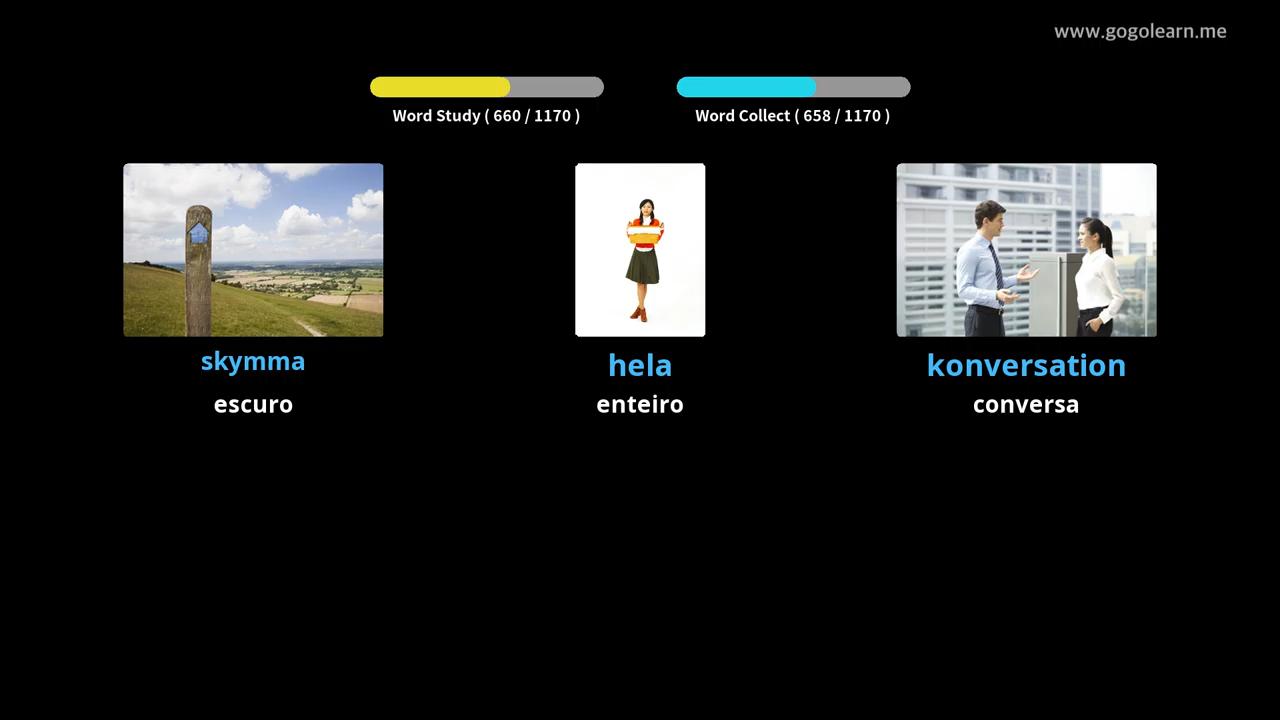 www.gogolearn.me
Word Study ( 660 / 1170 )
Word Collect ( 658 / 1170 )
skymma
hela
konversation
escuro
enteiro
conversa